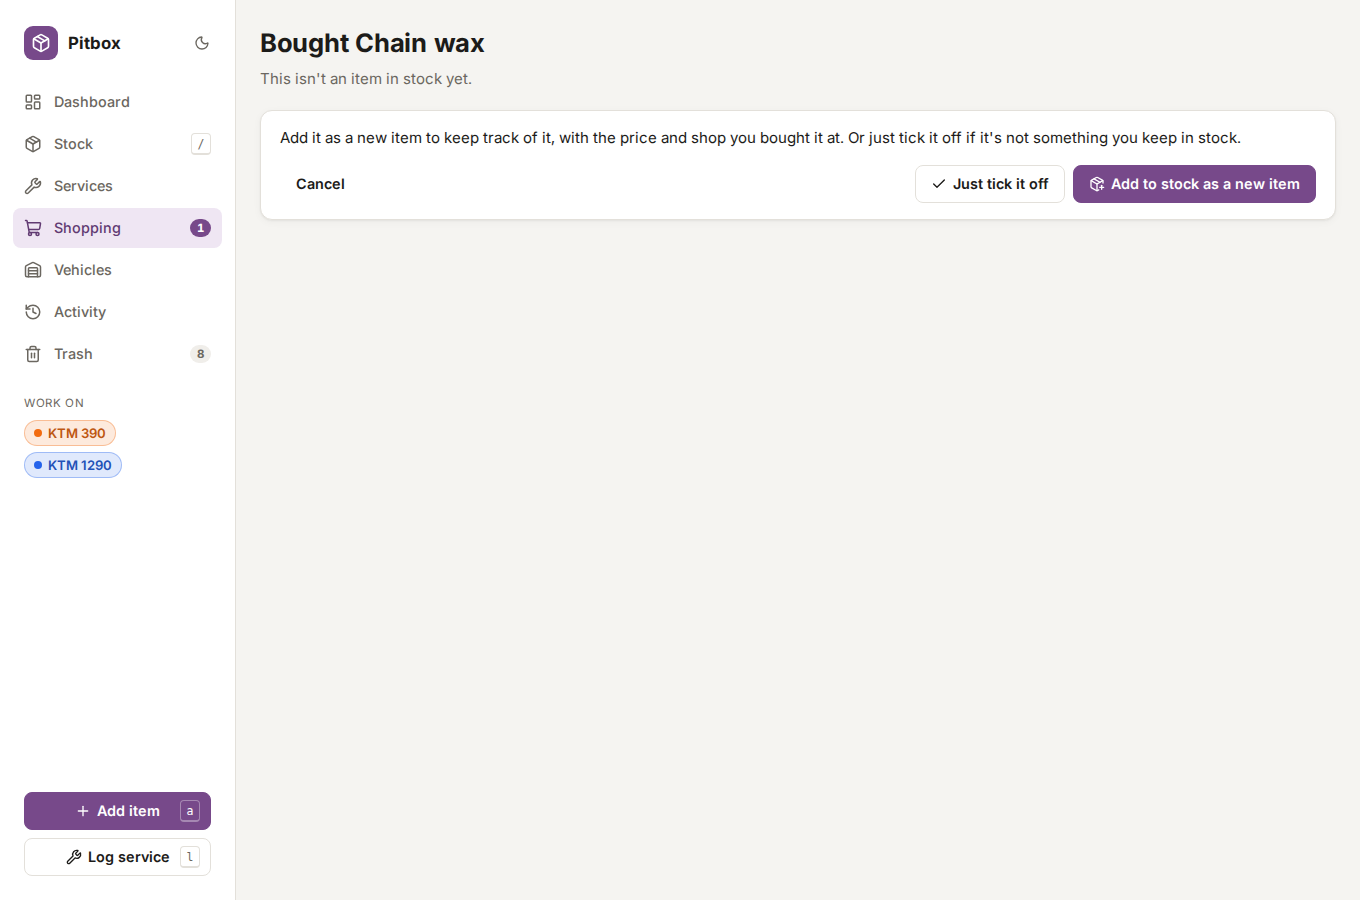 Pitbox
Dashboard
Stock /
Services
Shopping 1
Vehicles
Activity
Trash 8
WORK ON
KTM 390
KTM 1290
Add item a
Log service l
Bought Chain wax
This isn't an item in stock yet.
Add it as a new item to keep track of it, with the price and shop you bought it at. Or just tick it off if it's not something you keep in stock.
Cancel
Just tick it off
Add to stock as a new item